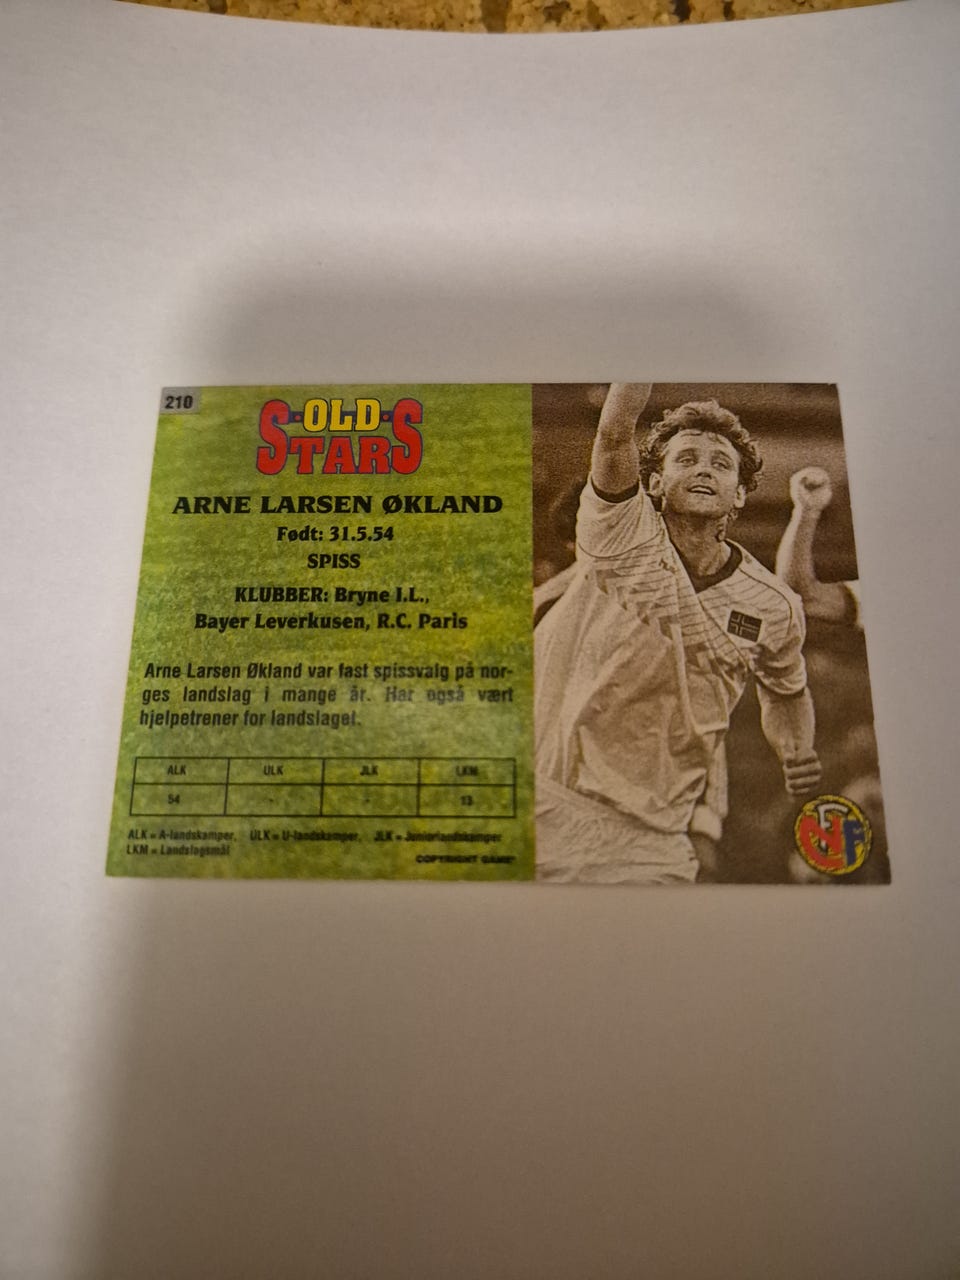 210
OLD
STARS
ARNE LARSEN ØKLAND
Født: 31.5.54
SPISS
KLUBBER: Bryne I.L.,
Bayer Leverkusen, R.C. Paris
Arne Larsen Økland var fast spissvalg på nor-
ges landslag i mange år. Har også vært
hjelpetrener for landslaget.
ALK ULK JLK LKM
54 - - 13
ALK = A-landskamper, ULK = U-landskamper, JLK = Juniorlandskamper
LKM = Landslagsmål
COPYRIGHT GAME
NFF